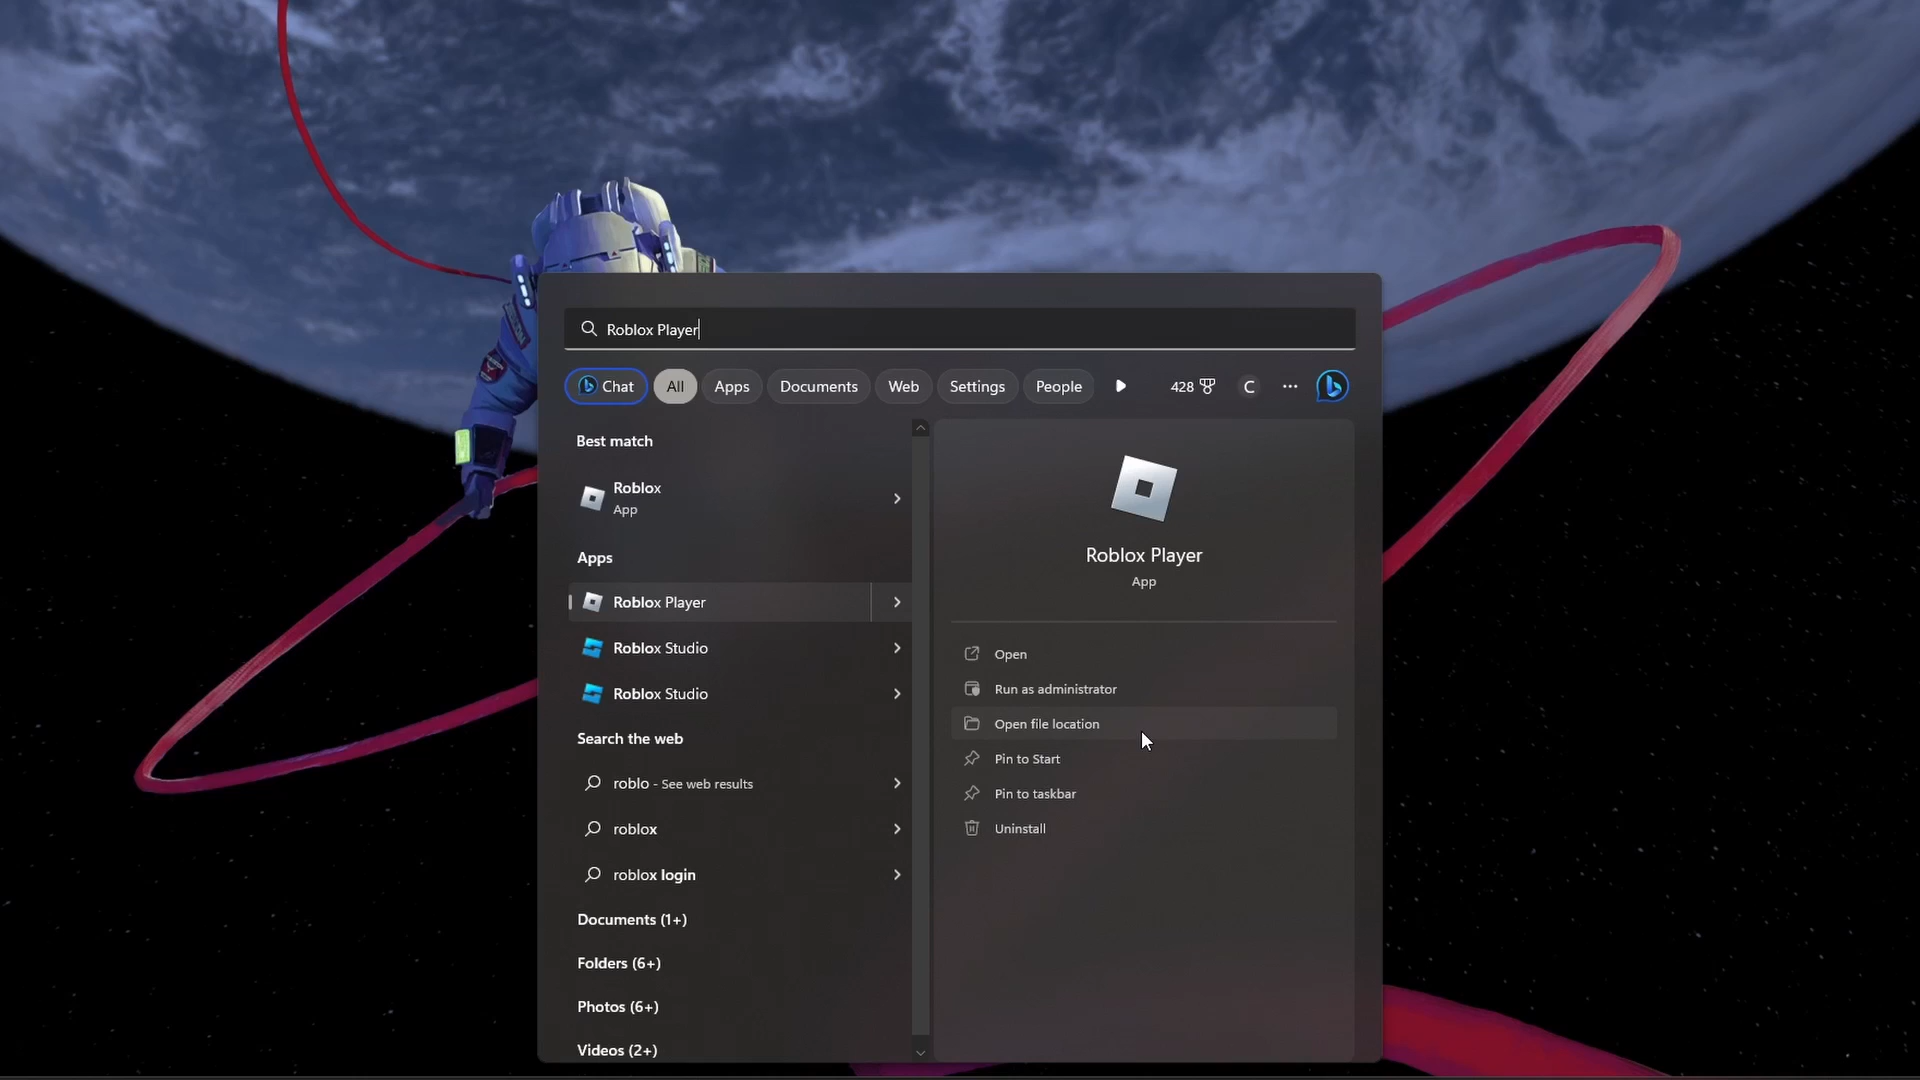 Roblox Player
Chat
All
Apps
Documents
Web
Settings
People
428
C
Best match
Roblox
App
Apps
Roblox Player
Roblox Studio
Roblox Studio
Search the web
roblo - See web results
roblox
roblox login
Documents (1+)
Folders (6+)
Photos (6+)
Videos (2+)
Roblox Player
App
Open
Run as administrator
Open file location
Pin to Start
Pin to taskbar
Uninstall